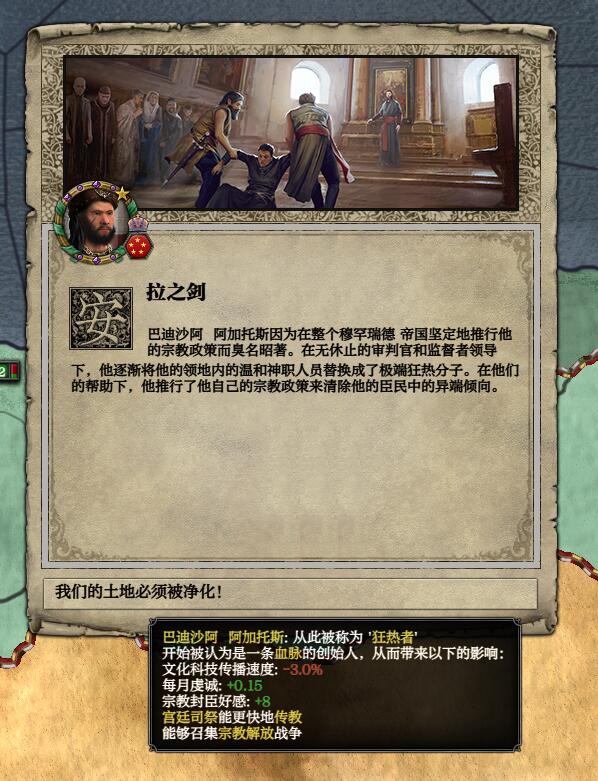 拉之剑
巴迪沙阿 阿加托斯因为在整个穆罕瑞德 帝国坚定地推行他
的宗教政策而臭名昭著。在无休止的审判官和监督者领导
下，他逐渐将他的领地内的温和神职人员替换成了极端狂热分子。在他们
的帮助下，他推行了他自己的宗教政策来清除他的臣民中的异端倾向。
2
我们的土地必须被净化！
巴迪沙阿 阿加托斯: 从此被称为 '狂热者'
开始被认为是一条血脉的创始人，从而带来以下的影响：
文化科技传播速度: -3.0%
每月虔诚: +0.15
宗教封臣好感: +8
宫廷司祭能更快地传教
能够召集宗教解放战争